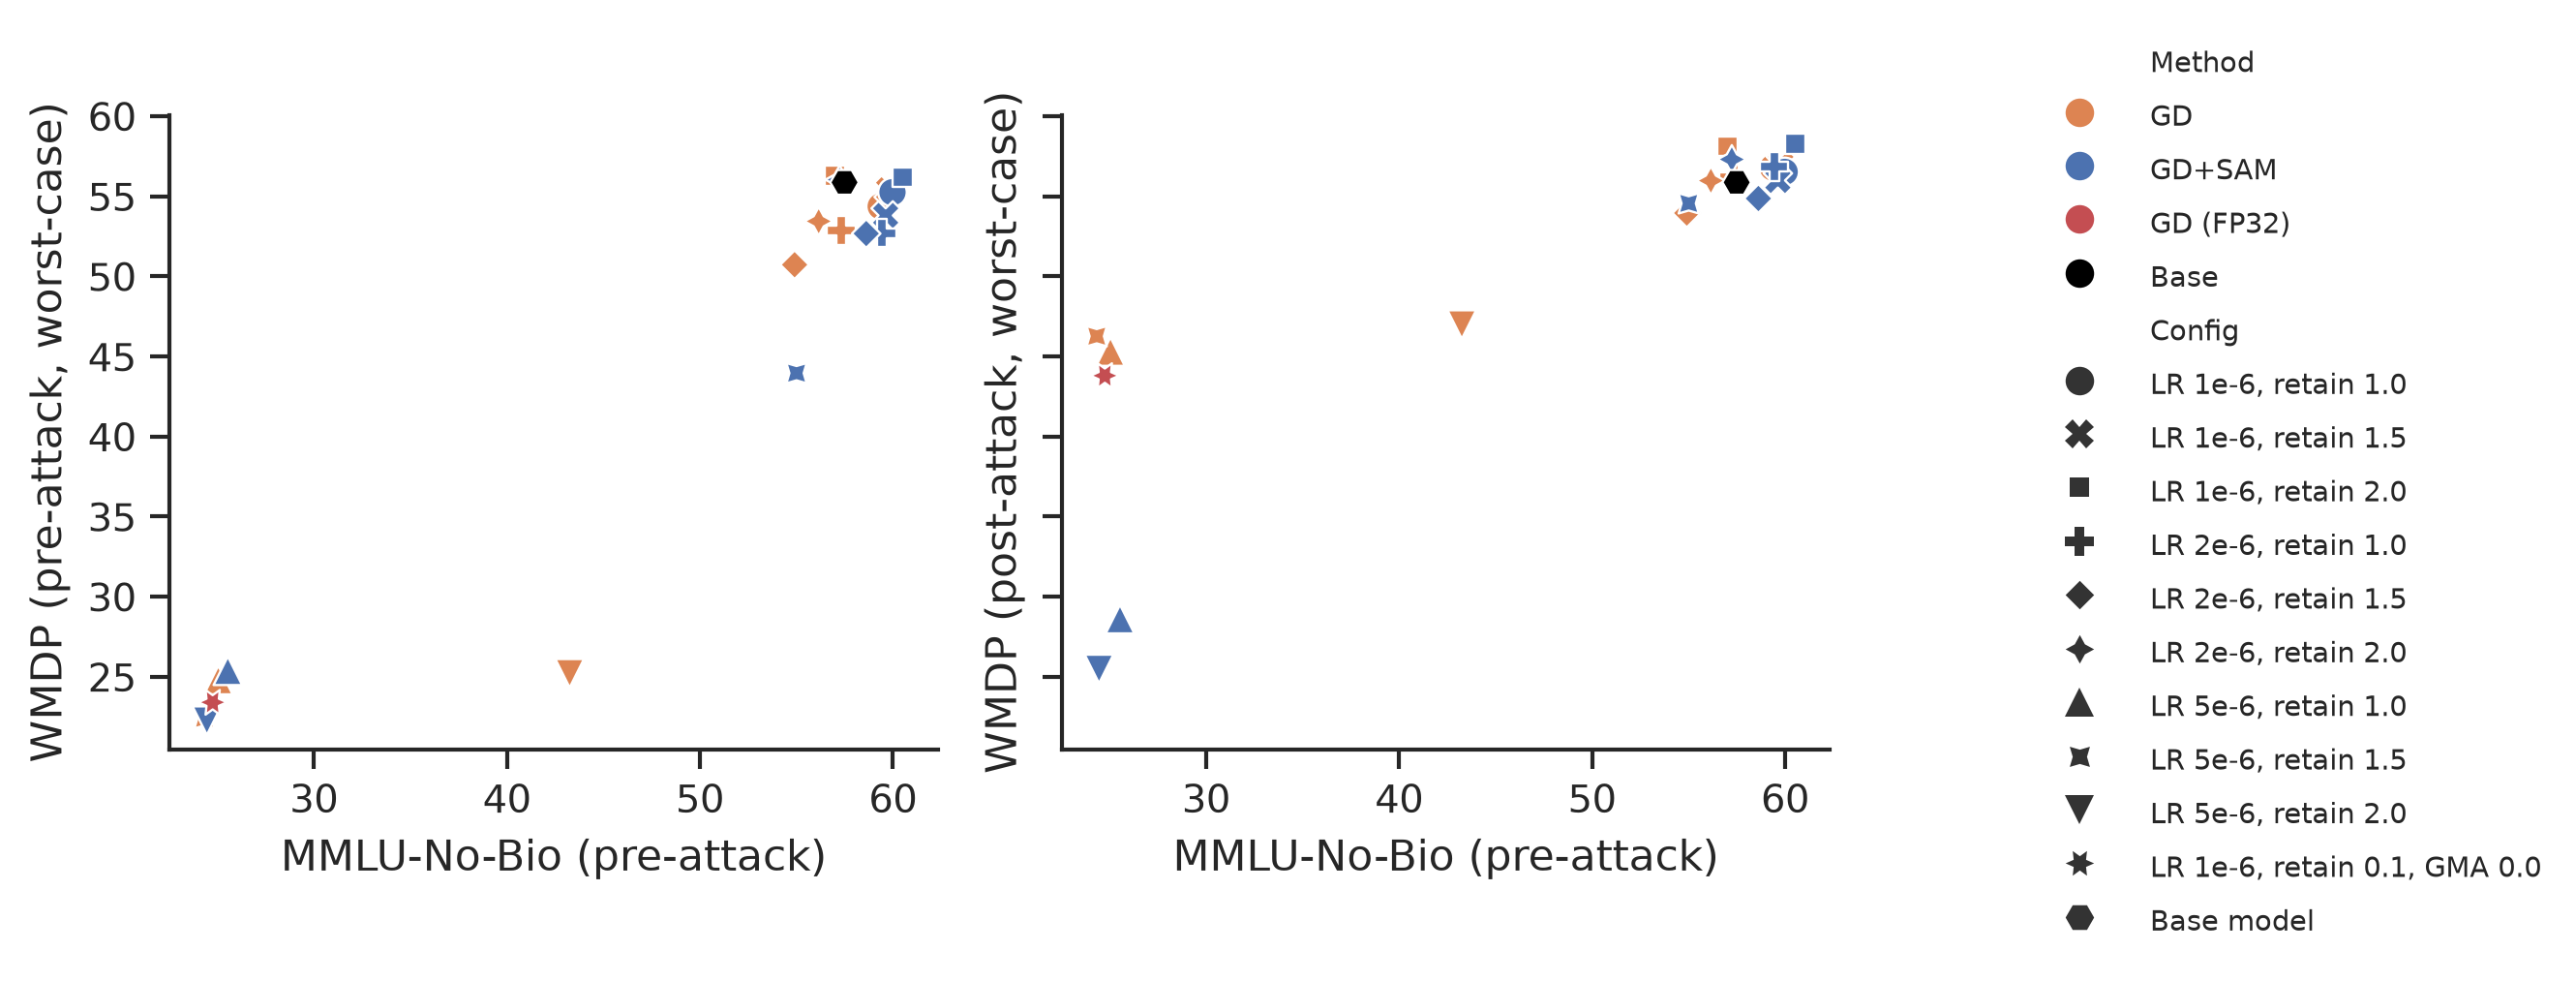 WMDP (pre-attack, worst-case)
60
55
50
45
40
35
30
25
30 40 50 60
MMLU-No-Bio (pre-attack)
WMDP (post-attack, worst-case)
30 40 50 60
MMLU-No-Bio (pre-attack)
Method
GD
GD+SAM
GD (FP32)
Base
Config
LR 1e-6, retain 1.0
LR 1e-6, retain 1.5
LR 1e-6, retain 2.0
LR 2e-6, retain 1.0
LR 2e-6, retain 1.5
LR 2e-6, retain 2.0
LR 5e-6, retain 1.0
LR 5e-6, retain 1.5
LR 5e-6, retain 2.0
LR 1e-6, retain 0.1, GMA 0.0
Base model